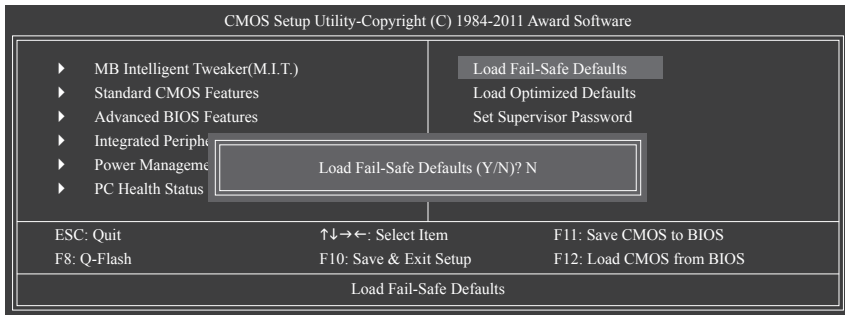 CMOS Setup Utility-Copyright (C) 1984-2011 Award Software
MB Intelligent Tweaker(M.I.T.)
Standard CMOS Features
Advanced BIOS Features
Integrated Periphe
Power Manageme
PC Health Status
Load Fail-Safe Defaults
Load Optimized Defaults
Set Supervisor Password
Load Fail-Safe Defaults (Y/N)? N
ESC: Quit ↑↓→←: Select Item F11: Save CMOS to BIOS
F8: Q-Flash F10: Save & Exit Setup F12: Load CMOS from BIOS
Load Fail-Safe Defaults